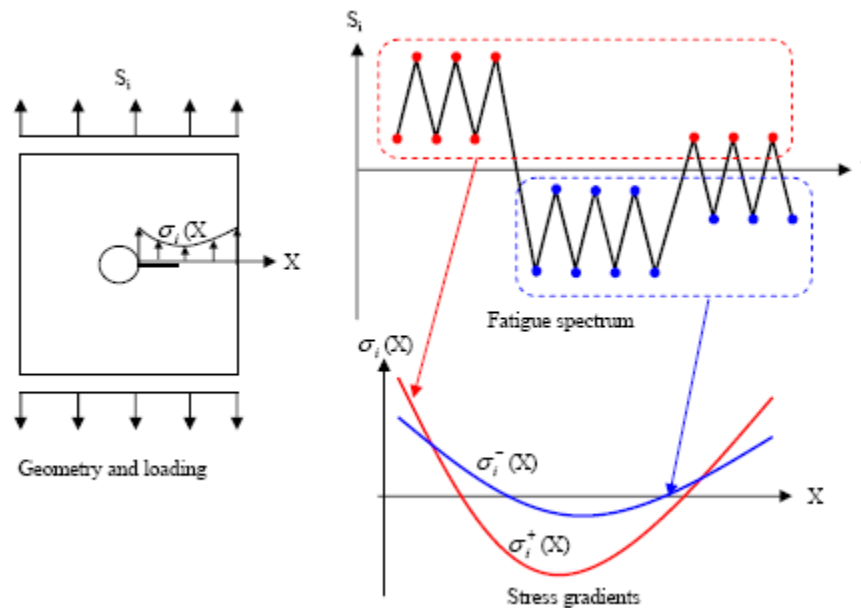 Sᵢ
σᵢ(X
X
Geometry and loading
Sᵢ
Fatigue spectrum
σᵢ(X)
σᵢ⁻(X)
X
σᵢ⁺(X)
Stress gradients